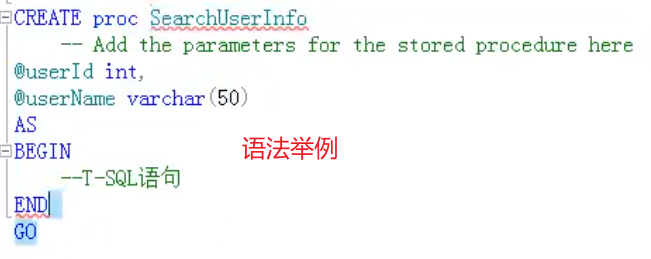 CREATE proc SearchUserInfo
-- Add the parameters for the stored procedure here
@userId int,
@userName varchar(50)
AS
BEGIN
语法举例
--T-SQL语句
END
GO